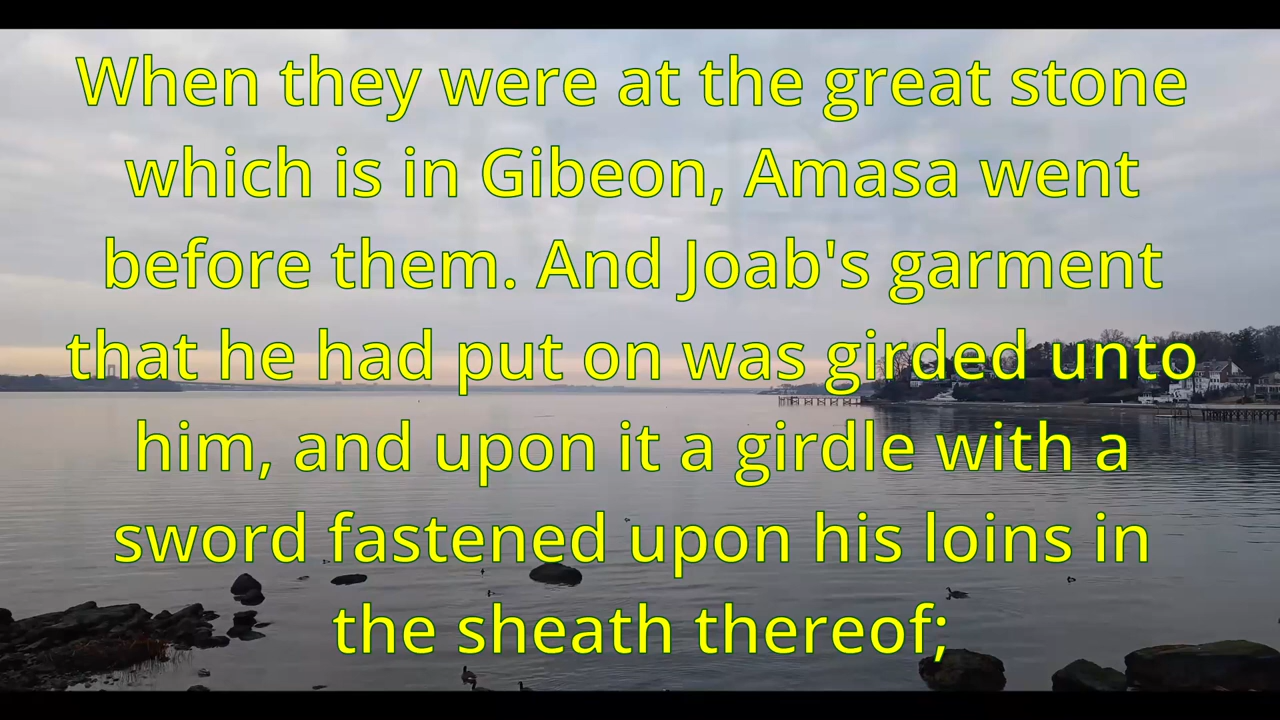 When they were at the great stone
which is in Gibeon, Amasa went
before them. And Joab's garment
that he had put on was girded unto
him, and upon it a girdle with a
sword fastened upon his loins in
the sheath thereof;